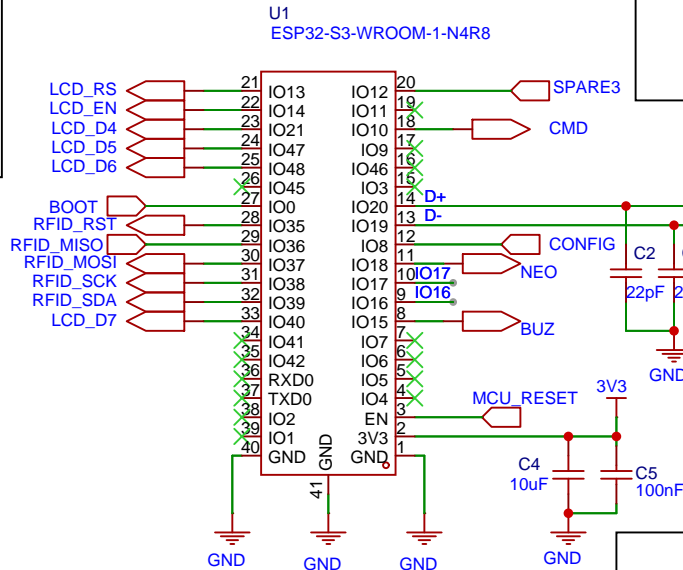 U1
ESP32-S3-WROOM-1-N4R8
LCD_RS 21 IO13 IO12 20 SPARE3
LCD_EN 22 IO14 IO11 19
LCD_D4 23 IO21 IO10 18 CMD
LCD_D5 24 IO47 IO9 17
LCD_D6 25 IO48 IO46 16
26 IO45 IO3 15
BOOT 27 IO0 IO20 14 D+
RFID_RST 28 IO35 IO19 13 D-
RFID_MISO 29 IO36 IO8 12 CONFIG
RFID_MOSI 30 IO37 IO18 11 NEO
RFID_SCK 31 IO38 IO17 10 IO17
RFID_SDA 32 IO39 IO16 9 IO16
LCD_D7 33 IO40 IO15 8 BUZ
34 IO41 IO7 7
35 IO42 IO6 6
36 RXD0 IO5 5
37 TXD0 IO4 4
38 IO2 EN 3 MCU_RESET
39 IO1 3V3 2
40 GND GND 1
GND
41
C2
22pF
2
GND
3V3
C4
10uF
C5
100nF
GND
GND
GND
GND